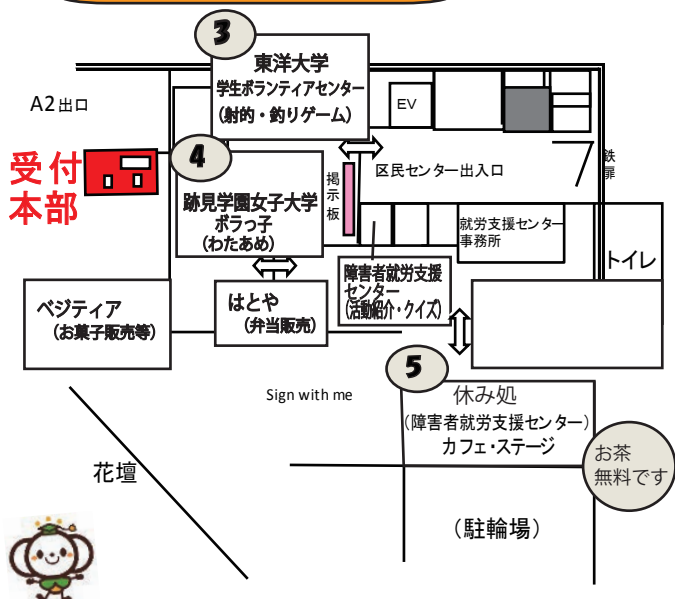 3
東洋大学
学生ボランティアセンター
(射的・釣りゲーム)
A2出口
EV
受付
本部
4
跡見学園女子大学
ボラっ子
(わたあめ)
掲示板
区民センター出入口
鉄扉
就労支援センター
事務所
トイレ
障害者就労支援
センター
(活動紹介・クイズ)
ベジティア
(お菓子販売等)
はとや
(弁当販売)
5
Sign with me
休み処
(障害者就労支援センター)
カフェ・ステージ
お茶
無料です
花壇
(駐輪場)